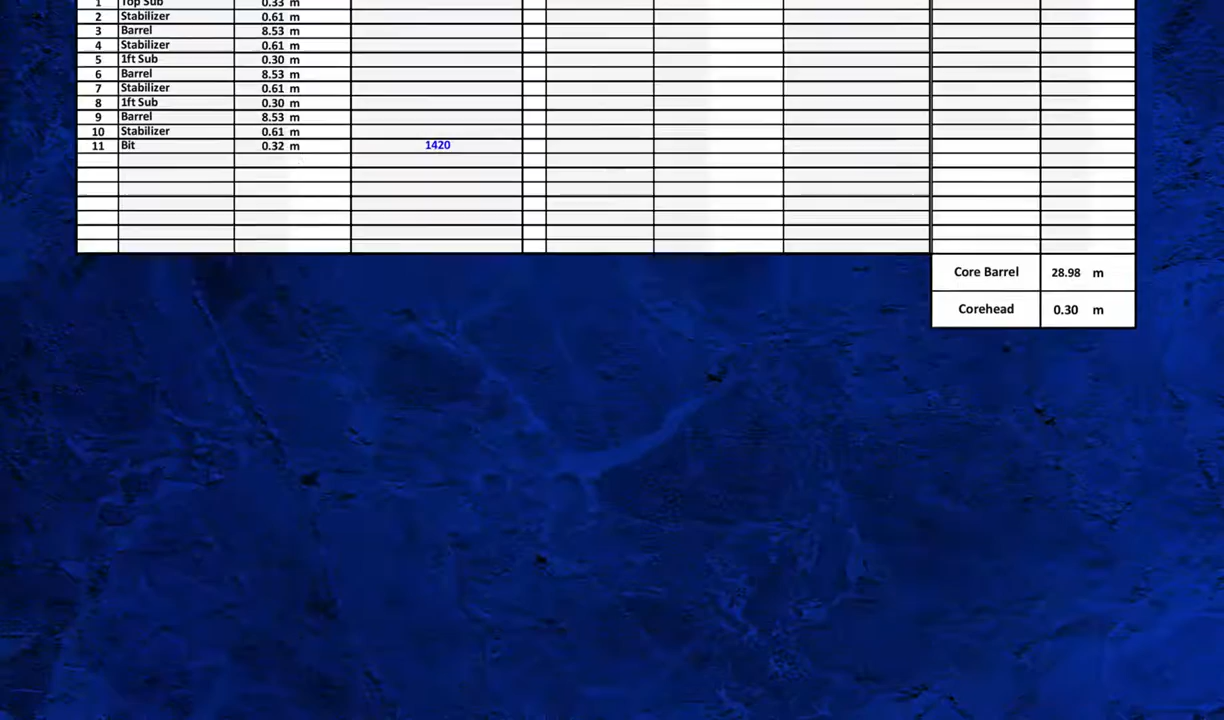 1 Top Sub 0.33 m
2 Stabilizer 0.61 m
3 Barrel 8.53 m
4 Stabilizer 0.61 m
5 1ft Sub 0.30 m
6 Barrel 8.53 m
7 Stabilizer 0.61 m
8 1ft Sub 0.30 m
9 Barrel 8.53 m
10 Stabilizer 0.61 m
11 Bit 0.32 m 1420
Core Barrel 28.98 m
Corehead 0.30 m